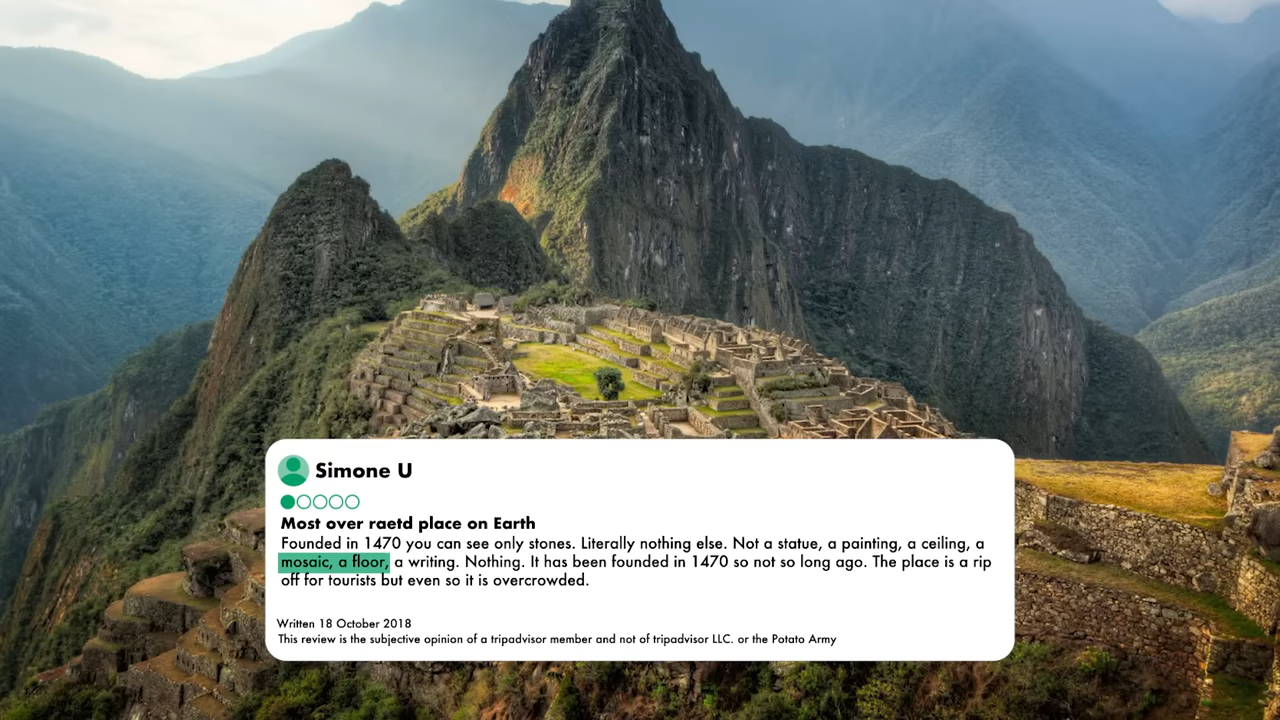 Simone U
Most over raetd place on Earth
Founded in 1470 you can see only stones. Literally nothing else. Not a statue, a painting, a ceiling, a
mosaic, a floor, a writing. Nothing. It has been founded in 1470 so not so long ago. The place is a rip
off for tourists but even so it is overcrowded.
Written 18 October 2018
This review is the subjective opinion of a tripadvisor member and not of tripadvisor LLC. or the Potato Army